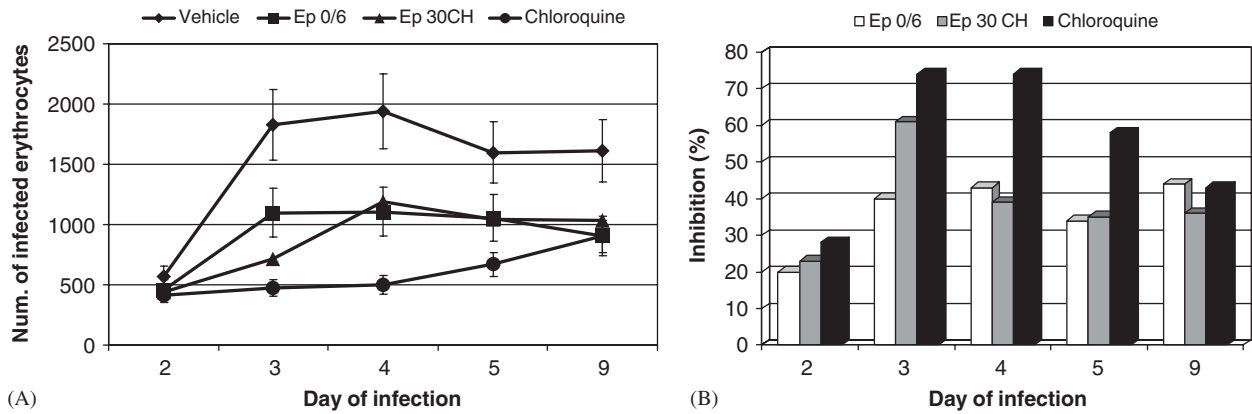 Vehicle Ep 0/6 Ep 30CH Chloroquine
2500
2000
1500
1000
500
0
Num. of infected erythrocytes
2 3 4 5 9
(A) Day of infection
Ep 0/6 Ep 30 CH Chloroquine
80
70
60
50
40
30
20
10
0
Inhibition (%)
2 3 4 5 9
(B) Day of infection